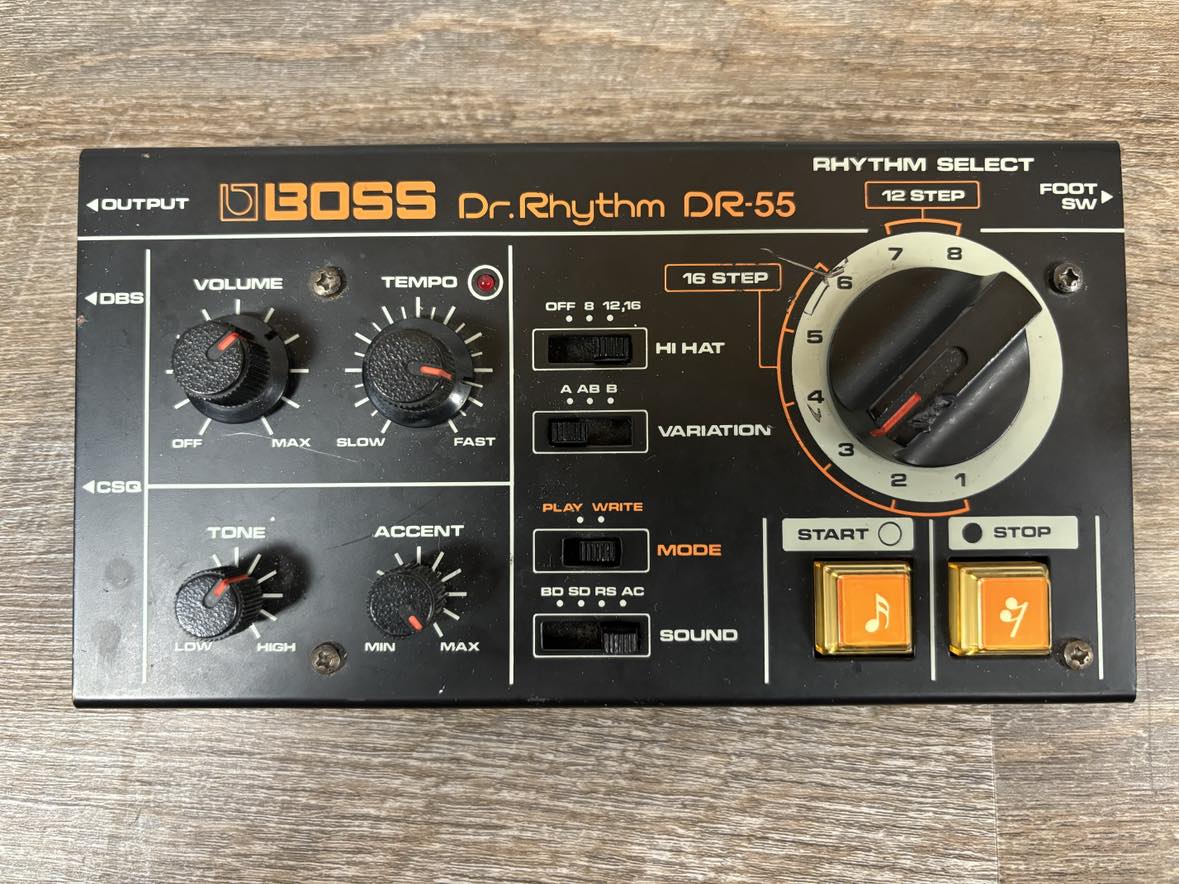 RHYTHM SELECT
◀OUTPUT
BOSS Dr.Rhythm DR-55
12 STEP
FOOT SW▶
◀DBS
VOLUME
OFF MAX
TEMPO
SLOW FAST
◀CSQ
TONE
LOW HIGH
ACCENT
MIN MAX
OFF 8 12,16
HI HAT
A AB B
VARIATION
PLAY WRITE
MODE
BD SD RS AC
SOUND
16 STEP
7 8
6
5
4
3
2 1
START
STOP